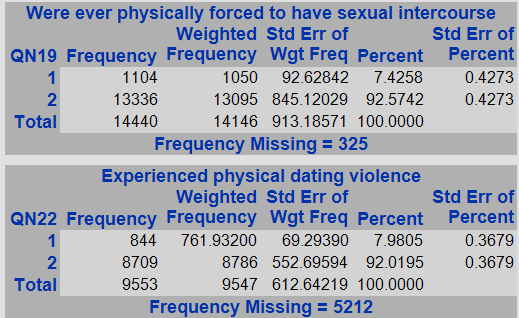 Were ever physically forced to have sexual intercourse
Weighted Std Err of Std Err of
QN19 Frequency Frequency Wgt Freq Percent Percent
1 1104 1050 92.62842 7.4258 0.4273
2 13336 13095 845.12029 92.5742 0.4273
Total 14440 14146 913.18571 100.0000
Frequency Missing = 325
Experienced physical dating violence
Weighted Std Err of Std Err of
QN22 Frequency Frequency Wgt Freq Percent Percent
1 844 761.93200 69.29390 7.9805 0.3679
2 8709 8786 552.69594 92.0195 0.3679
Total 9553 9547 612.64219 100.0000
Frequency Missing = 5212